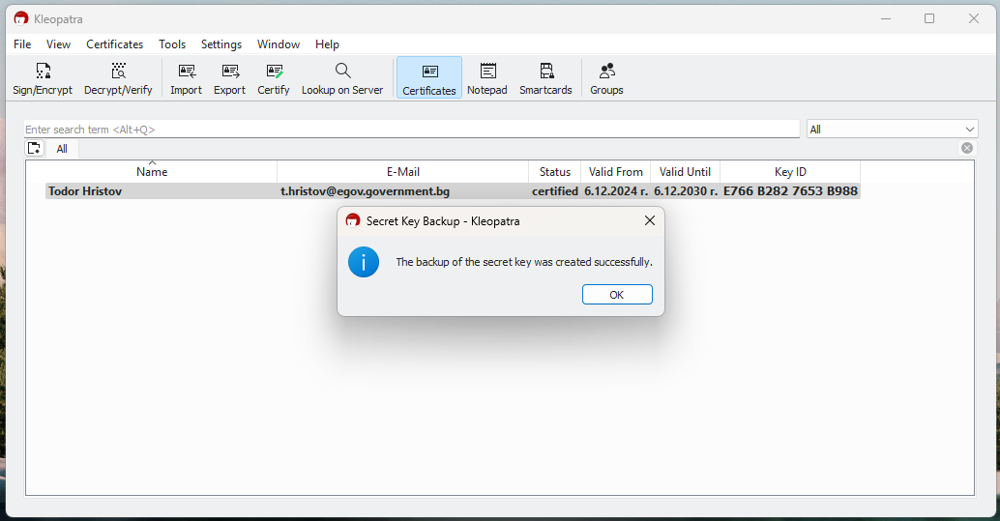 Kleopatra
File View Certificates Tools Settings Window Help
Sign/Encrypt Decrypt/Verify Import Export Certify Lookup on Server Certificates Notepad Smartcards Groups
Enter search term <Alt+Q> All
All
Name E-Mail Status Valid From Valid Until Key ID
Todor Hristov t.hristov@egov.government.bg certified 6.12.2024 г. 6.12.2030 г. E766 B282 7653 B988
Secret Key Backup - Kleopatra
The backup of the secret key was created successfully.
OK